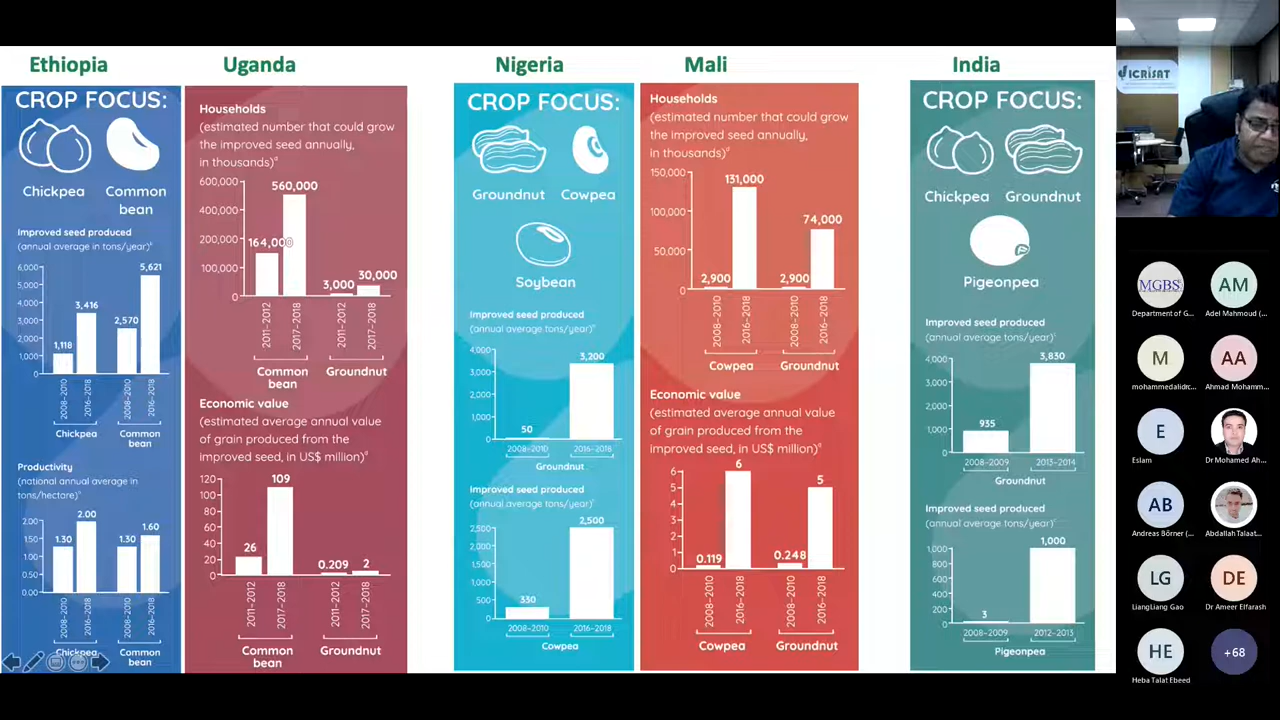 Ethiopia
CROP FOCUS:
Chickpea
Common
bean
Improved seed produced
(annual average in tons/year)ᵇ
6,000
5,000
4,000
3,000
2,000
1,000
0
1,118
3,416
2,570
5,621
2008–2010
2016–2018
2008–2010
2016–2018
Chickpea
Common
bean
Productivity
(national annual average in
tons/hectare)ᵇ
2.00
1.50
1.00
0.50
0.00
1.30
2.00
1.30
1.60
2008–2010
2016–2018
2008–2010
2016–2018
Chickpea
Common
bean
Uganda
Households
(estimated number that could grow
the improved seed annually,
in thousands)ᵃ
600,000
400,000
200,000
100,000
0
164,000
560,000
3,000
30,000
2011–2012
2017–2018
2011–2012
2017–2018
Common
bean
Groundnut
Economic value
(estimated average annual value
of grain produced from the
improved seed, in US$ million)ᵃ
120
100
80
60
40
20
0
26
109
0.209
2
2011–2012
2017–2018
2011–2012
2017–2018
Common
bean
Groundnut
Nigeria
CROP FOCUS:
Groundnut
Cowpea
Soybean
Improved seed produced
(annual average tons/year)
4,000
3,000
2,000
1,000
0
50
3,200
2008–2010
2016–2018
Groundnut
Improved seed produced
(annual average tons/year)
2,500
2,000
1,500
1,000
500
0
330
2,500
2008–2010
2016–2018
Cowpea
Mali
Households
(estimated number that could grow
the improved seed annually,
in thousands)ᵃ
150,000
100,000
50,000
0
2,900
131,000
2,900
74,000
2008–2010
2016–2018
2008–2010
2016–2018
Cowpea
Groundnut
Economic value
(estimated average annual value
of grain produced from the
improved seed, in US$ million)ᵃ
6
5
4
3
2
1
0
0.119
6
0.248
5
2008–2010
2016–2018
2008–2010
2016–2018
Cowpea
Groundnut
India
CROP FOCUS:
Chickpea
Groundnut
Pigeonpea
Improved seed produced
(annual average tons/year)
4,000
3,000
2,000
1,000
0
935
3,830
2008–2009
2013–2014
Groundnut
Improved seed produced
(annual average tons/year)
1,000
800
600
400
200
0
3
1,000
2008–2009
2012–2013
Pigeonpea
ICRISAT
MGBS
Department of G...
AM
Adel Mahmoud (...
M
mohammedalidrc...
AA
Ahmad Mohamm...
E
Eslam
Dr Mohamed Ah...
AB
Andreas Börner (...
Abdallah Talaat...
LG
LiangLiang Gao
DE
Dr Ameer Elfarash
HE
Heba Talat Ebeed
+68